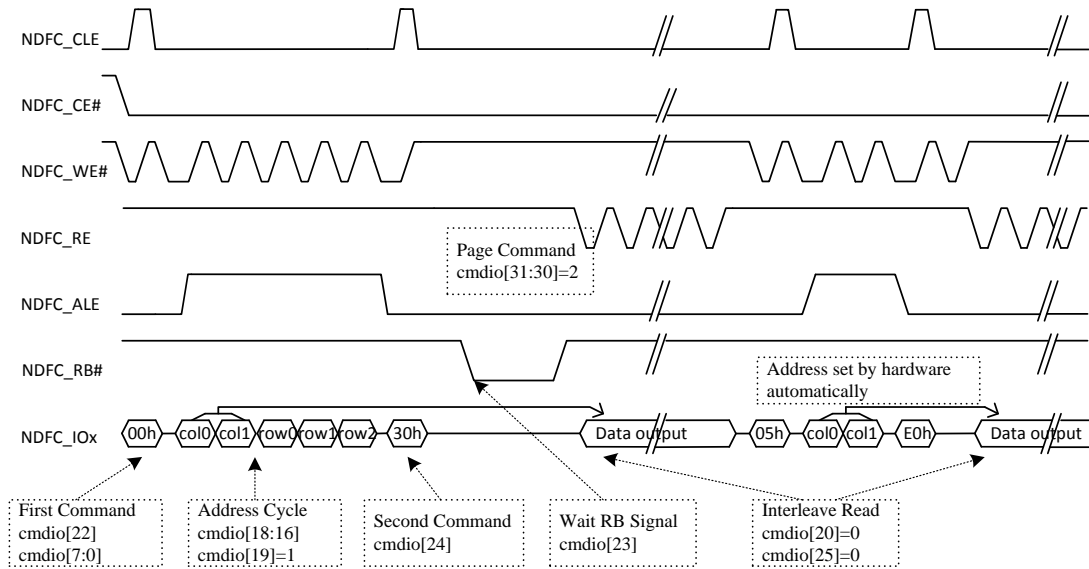 NDFC_CLE
NDFC_CE#
NDFC_WE#
NDFC_RE
Page Command
cmdio[31:30]=2
NDFC_ALE
NDFC_RB#
Address set by hardware
automatically
NDFC_IOx
00h col0 col1 row0 row1 row2 30h Data output 05h col0 col1 E0h Data output
First Command
cmdio[22]
cmdio[7:0]
Address Cycle
cmdio[18:16]
cmdio[19]=1
Second Command
cmdio[24]
Wait RB Signal
cmdio[23]
Interleave Read
cmdio[20]=0
cmdio[25]=0